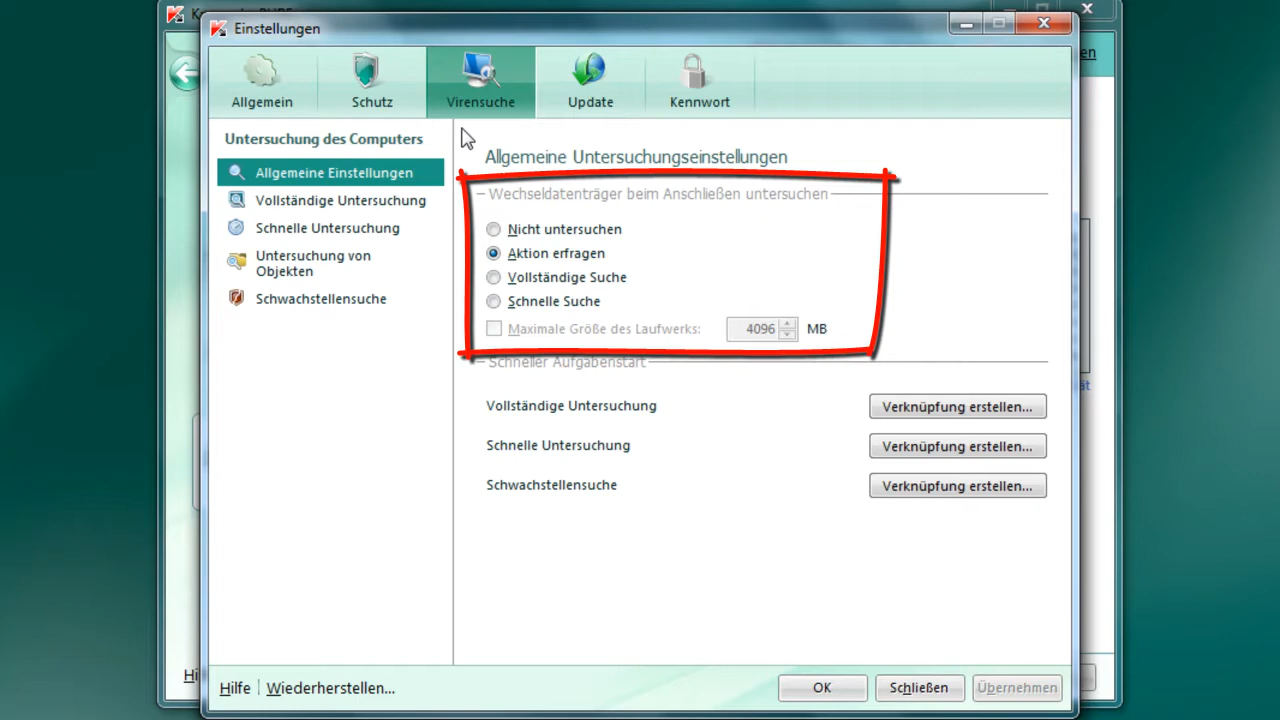 Einstellungen
Allgemein
Schutz
Virensuche
Update
Kennwort
en
Untersuchung des Computers
Allgemeine Einstellungen
Vollständige Untersuchung
Schnelle Untersuchung
Untersuchung von
Objekten
Schwachstellensuche
Allgemeine Untersuchungseinstellungen
Wechseldatenträger beim Anschließen untersuchen
Nicht untersuchen
Aktion erfragen
Vollständige Suche
Schnelle Suche
Maximale Größe des Laufwerks: 4096 MB
Schneller Aufgabenstart
ät
Vollständige Untersuchung Verknüpfung erstellen...
Schnelle Untersuchung Verknüpfung erstellen...
Schwachstellensuche Verknüpfung erstellen...
Hi
Hilfe Wiederherstellen... OK Schließen Übernehmen